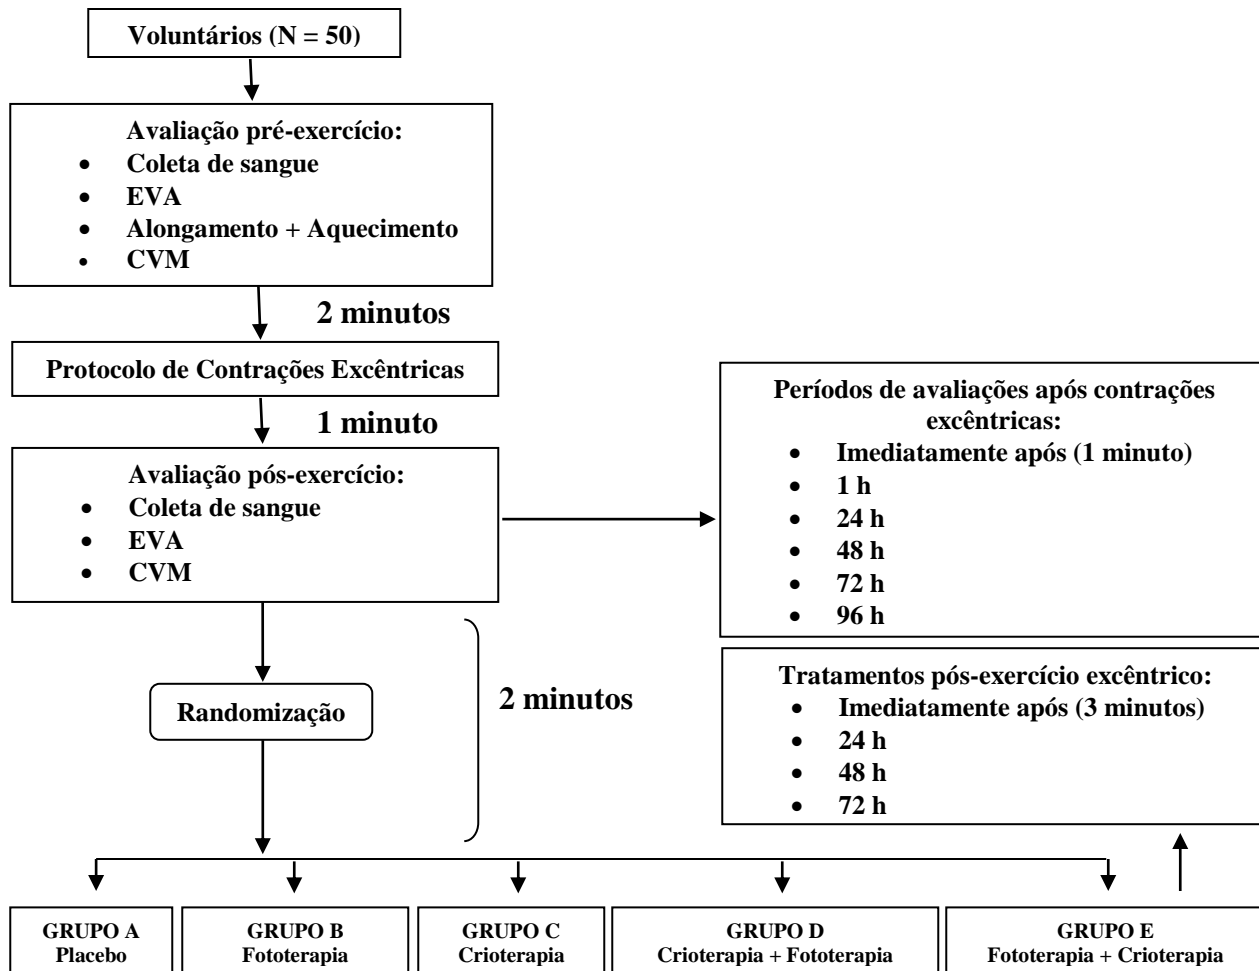 Voluntários (N = 50)
Avaliação pré-exercício:
• Coleta de sangue
• EVA
• Alongamento + Aquecimento
• CVM
2 minutos
Protocolo de Contrações Excêntricas
1 minuto
Avaliação pós-exercício:
• Coleta de sangue
• EVA
• CVM
Períodos de avaliações após contrações
excêntricas:
• Imediatamente após (1 minuto)
• 1 h
• 24 h
• 48 h
• 72 h
• 96 h
Randomização
2 minutos
Tratamentos pós-exercício excêntrico:
• Imediatamente após (3 minutos)
• 24 h
• 48 h
• 72 h
GRUPO A
Placebo
GRUPO B
Fototerapia
GRUPO C
Crioterapia
GRUPO D
Crioterapia + Fototerapia
GRUPO E
Fototerapia + Crioterapia